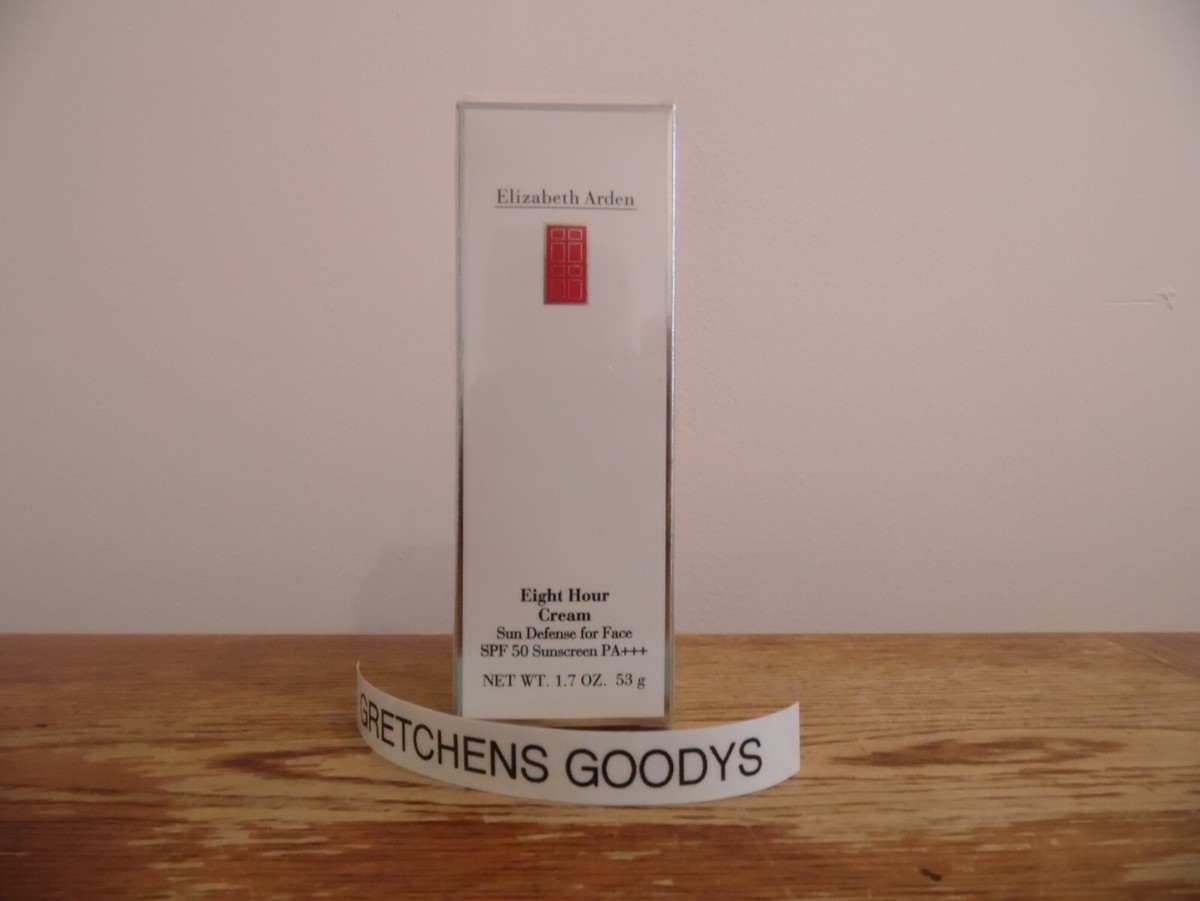 Elizabeth Arden
Eight Hour
Cream
Sun Defense for Face
SPF 50 Sunscreen PA+++
NET WT. 1.7 OZ. 53 g
GRETCHENS GOODYS